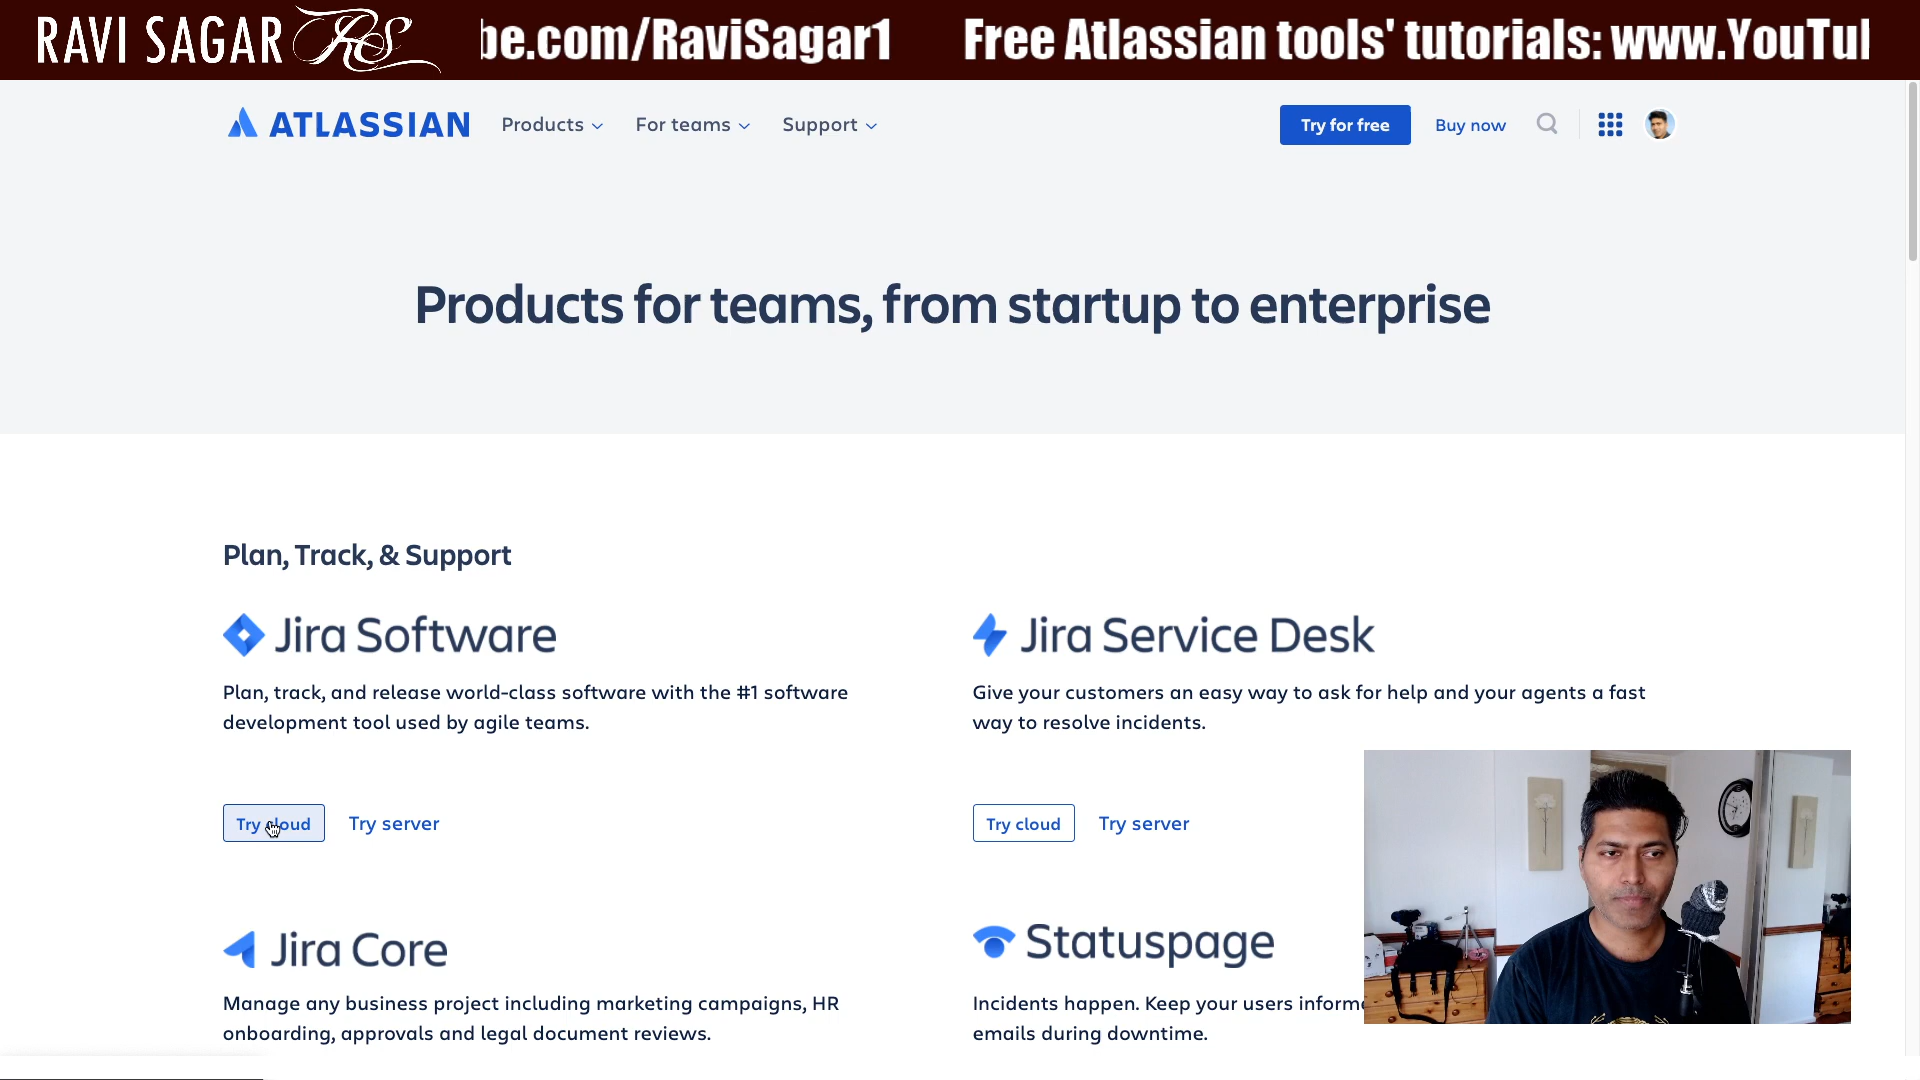 RAVI SAGAR RS be.com/RaviSagar1 Free Atlassian tools' tutorials: www.YouTu
ATLASSIAN Products For teams Support Try for free Buy now
Products for teams, from startup to enterprise
Plan, Track, & Support
Jira Software
Plan, track, and release world-class software with the #1 software
development tool used by agile teams.
Try cloud Try server
Jira Service Desk
Give your customers an easy way to ask for help and your agents a fast
way to resolve incidents.
Try cloud Try server
Jira Core
Manage any business project including marketing campaigns, HR
onboarding, approvals and legal document reviews.
Statuspage
Incidents happen. Keep your users inform
emails during downtime.